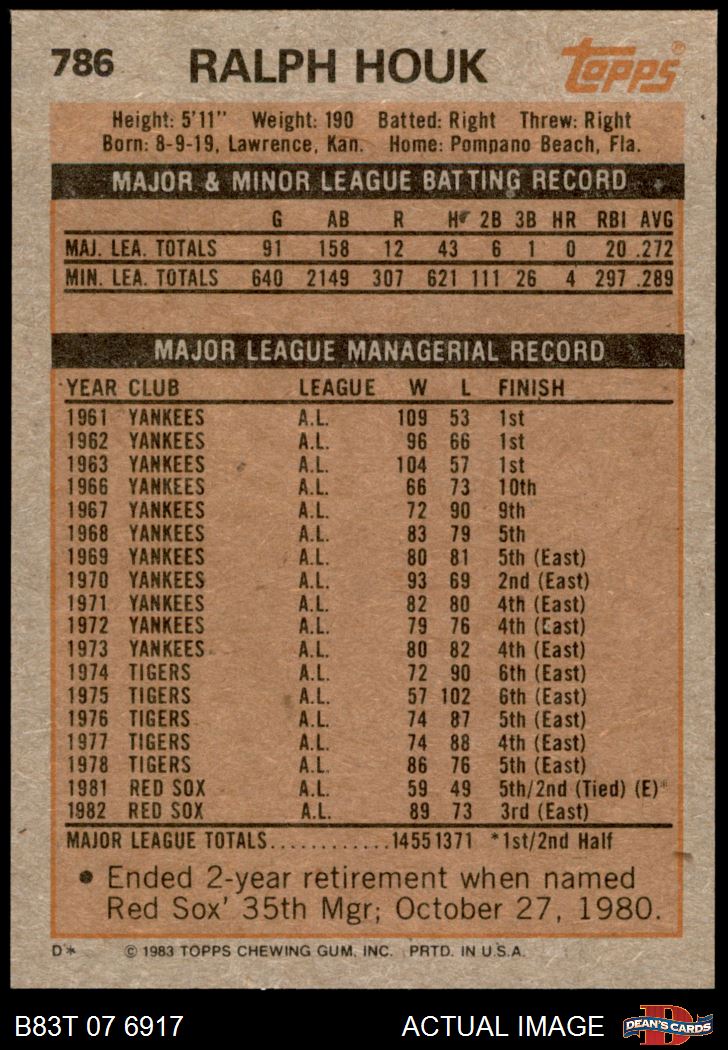 786 RALPH HOUK Topps®
Height: 5'11" Weight: 190 Batted: Right Threw: Right
Born: 8-9-19, Lawrence, Kan. Home: Pompano Beach, Fla.
MAJOR & MINOR LEAGUE BATTING RECORD
G AB R H 2B 3B HR RBI AVG
MAJ. LEA. TOTALS 91 158 12 43 6 1 0 20 .272
MIN. LEA. TOTALS 640 2149 307 621 111 26 4 297 .289
MAJOR LEAGUE MANAGERIAL RECORD
YEAR CLUB LEAGUE W L FINISH
1961 YANKEES A.L. 109 53 1st
1962 YANKEES A.L. 96 66 1st
1963 YANKEES A.L. 104 57 1st
1966 YANKEES A.L. 66 73 10th
1967 YANKEES A.L. 72 90 9th
1968 YANKEES A.L. 83 79 5th
1969 YANKEES A.L. 80 81 5th (East)
1970 YANKEES A.L. 93 69 2nd (East)
1971 YANKEES A.L. 82 80 4th (East)
1972 YANKEES A.L. 79 76 4th (East)
1973 YANKEES A.L. 80 82 4th (East)
1974 TIGERS A.L. 72 90 6th (East)
1975 TIGERS A.L. 57 102 6th (East)
1976 TIGERS A.L. 74 87 5th (East)
1977 TIGERS A.L. 74 88 4th (East)
1978 TIGERS A.L. 86 76 5th (East)
1981 RED SOX A.L. 59 49 5th/2nd (Tied) (E)*
1982 RED SOX A.L. 89 73 3rd (East)
MAJOR LEAGUE TOTALS............1455 1371 *1st/2nd Half
• Ended 2-year retirement when named
Red Sox' 35th Mgr; October 27, 1980.
D* © 1983 TOPPS CHEWING GUM, INC. PRTD. IN U.S.A.
B83T 07 6917 ACTUAL IMAGE D DEAN'S CARDS